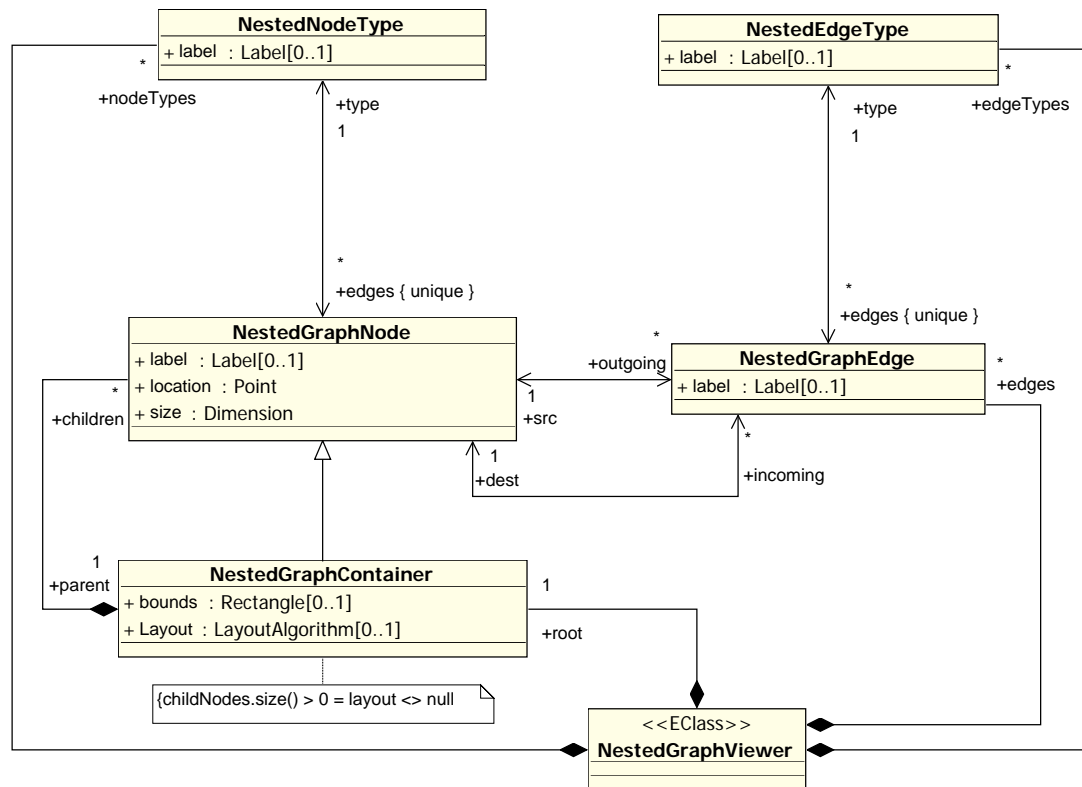 NestedNodeType
+ label : Label[0..1]
*
+nodeTypes
+type
1
NestedEdgeType
+ label : Label[0..1]
*
+edgeTypes
+type
1
*
+edges { unique }
*
+edges { unique }
NestedGraphNode
+ label : Label[0..1]
+ location : Point
+ size : Dimension
*
+children
*
+outgoing
1
+src
NestedGraphEdge
+ label : Label[0..1]
*
+edges
1
+dest
*
+incoming
1
+parent
NestedGraphContainer
+ bounds : Rectangle[0..1]
+ Layout : LayoutAlgorithm[0..1]
1
+root
{childNodes.size() > 0 = layout <> null
<<EClass>>
NestedGraphViewer